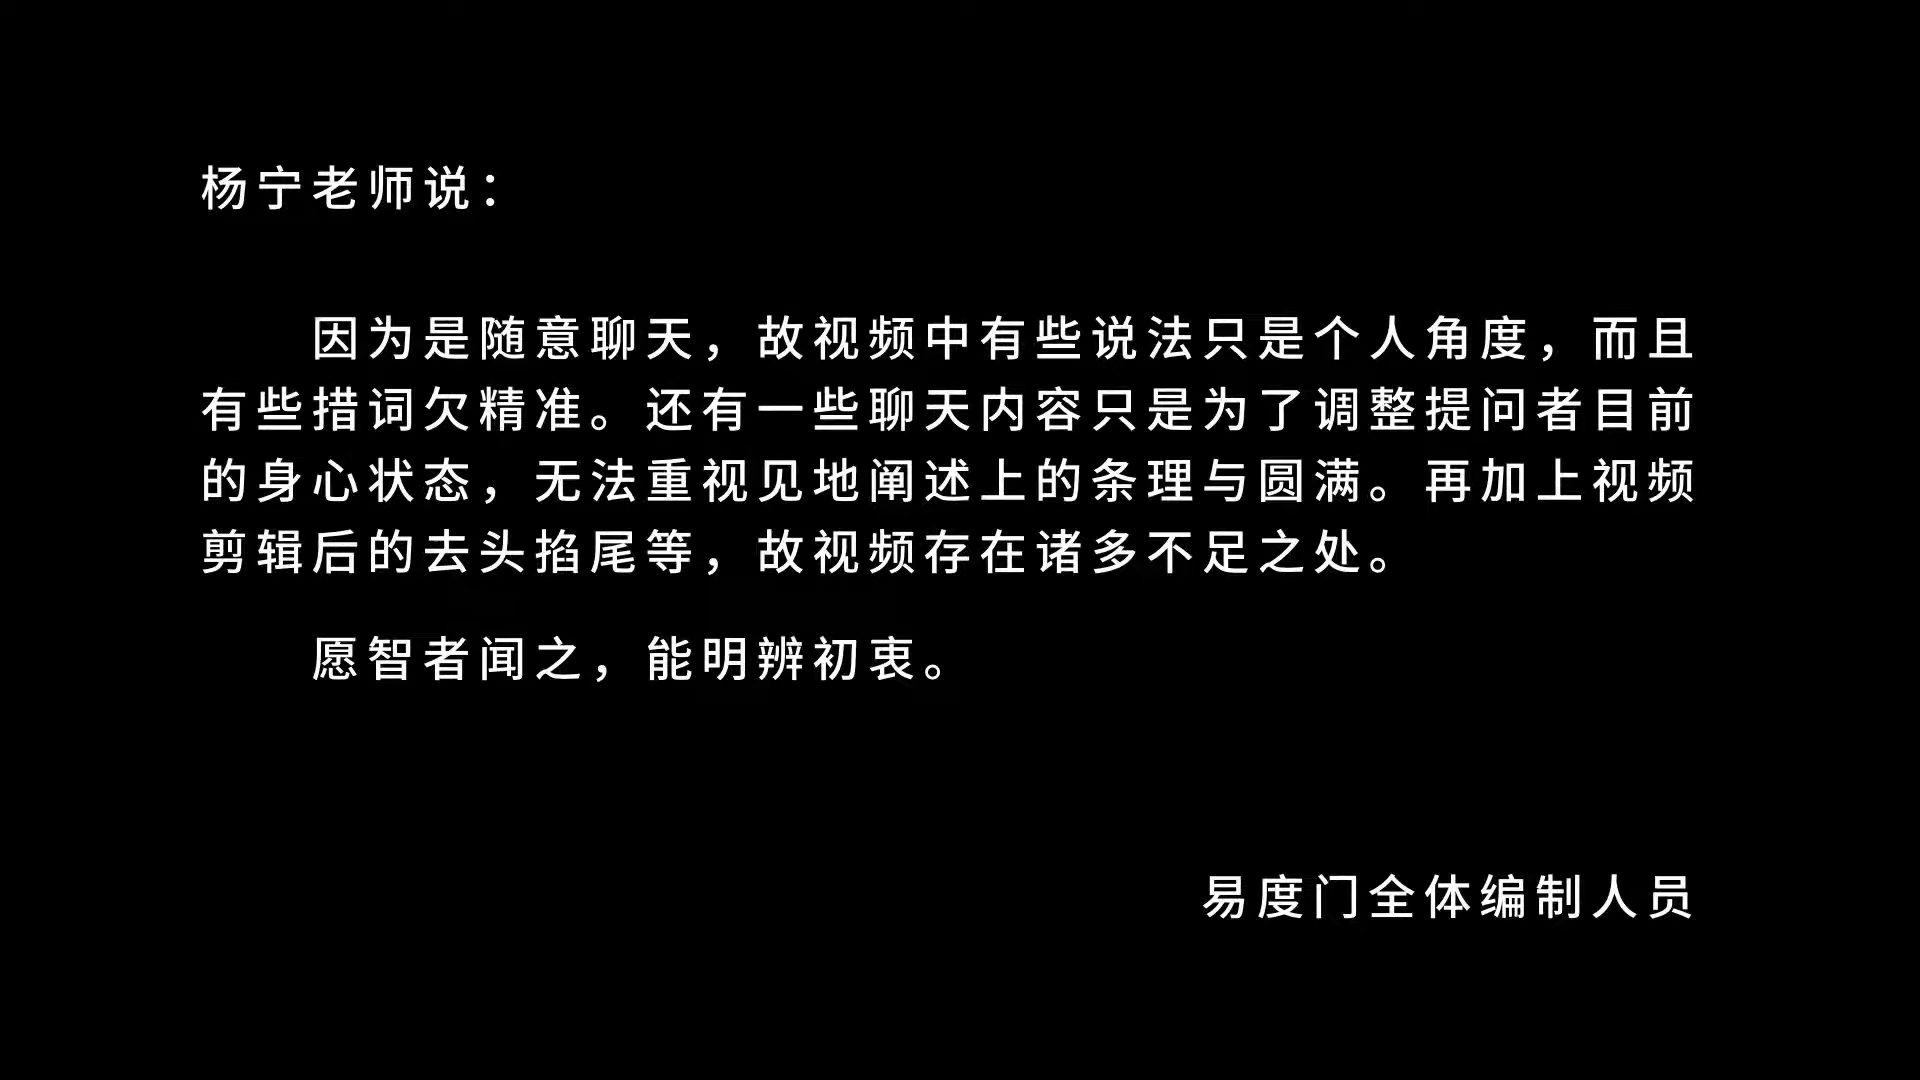 杨宁老师说：
因为是随意聊天，故视频中有些说法只是个人角度，而且
有些措词欠精准。还有一些聊天内容只是为了调整提问者目前
的身心状态，无法重视见地阐述上的条理与圆满。再加上视频
剪辑后的去头掐尾等，故视频存在诸多不足之处。
愿智者闻之，能明辨初衷。
易度门全体编制人员